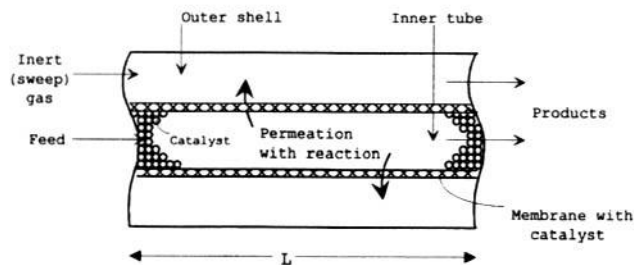 Outer shell
Inner tube
Inert
(sweep)
gas
Products
Feed
Catalyst
Permeation
with reaction
Membrane with
catalyst
L